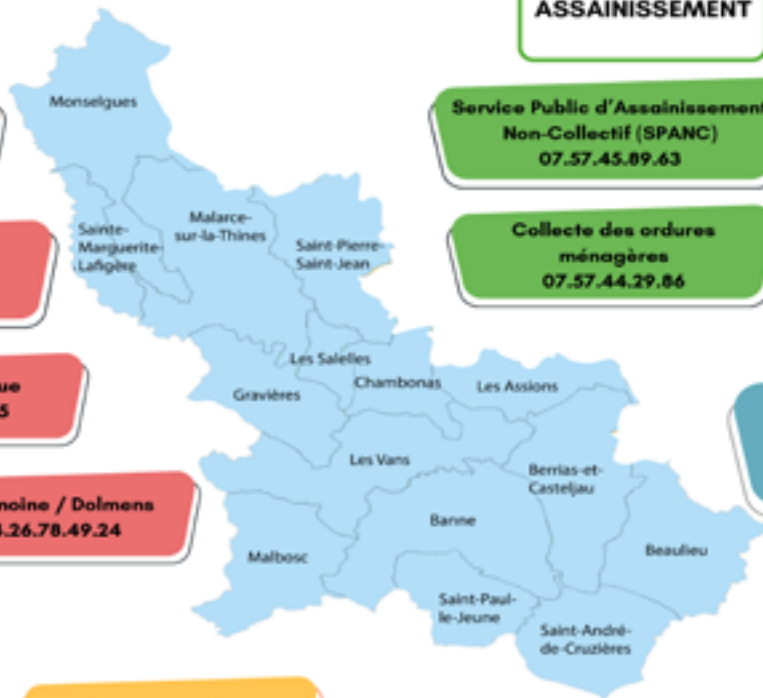 ASSAINISSEMENT
Service Public d'Assainissement
Non-Collectif (SPANC)
07.57.45.89.63
Collecte des ordures
ménagères
07.57.44.29.86
Monselgues
Sainte-
Marguerite-
Lafigère
Malarce-
sur-la-Thines
Saint-Pierre-
Saint-Jean
Les Salelles
Gravières
Chambonas
Les Assions
Les Vans
Berrias-et-
Casteljau
Banne
Malbosc
Beaulieu
Saint-Paul-
le-Jeune
Saint-André-
de-Cruzières
ue
5
moine / Dolmens
.26.78.49.24